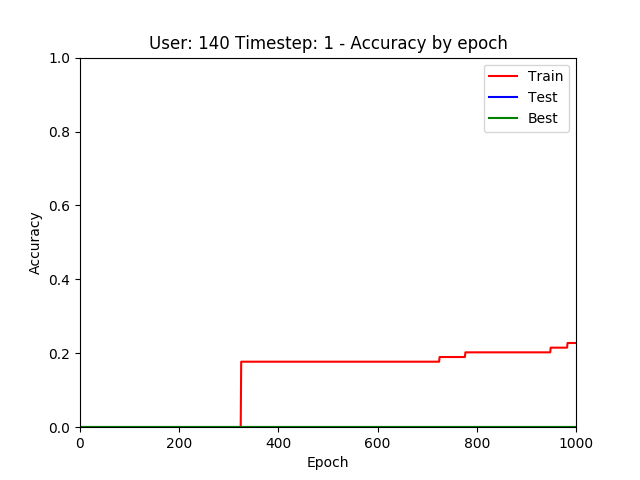 User: 140 Timestep: 1 - Accuracy by epoch
1.0
0.8
0.6
0.4
0.2
0.0
Accuracy
Train
Test
Best
0 200 400 600 800 1000
Epoch